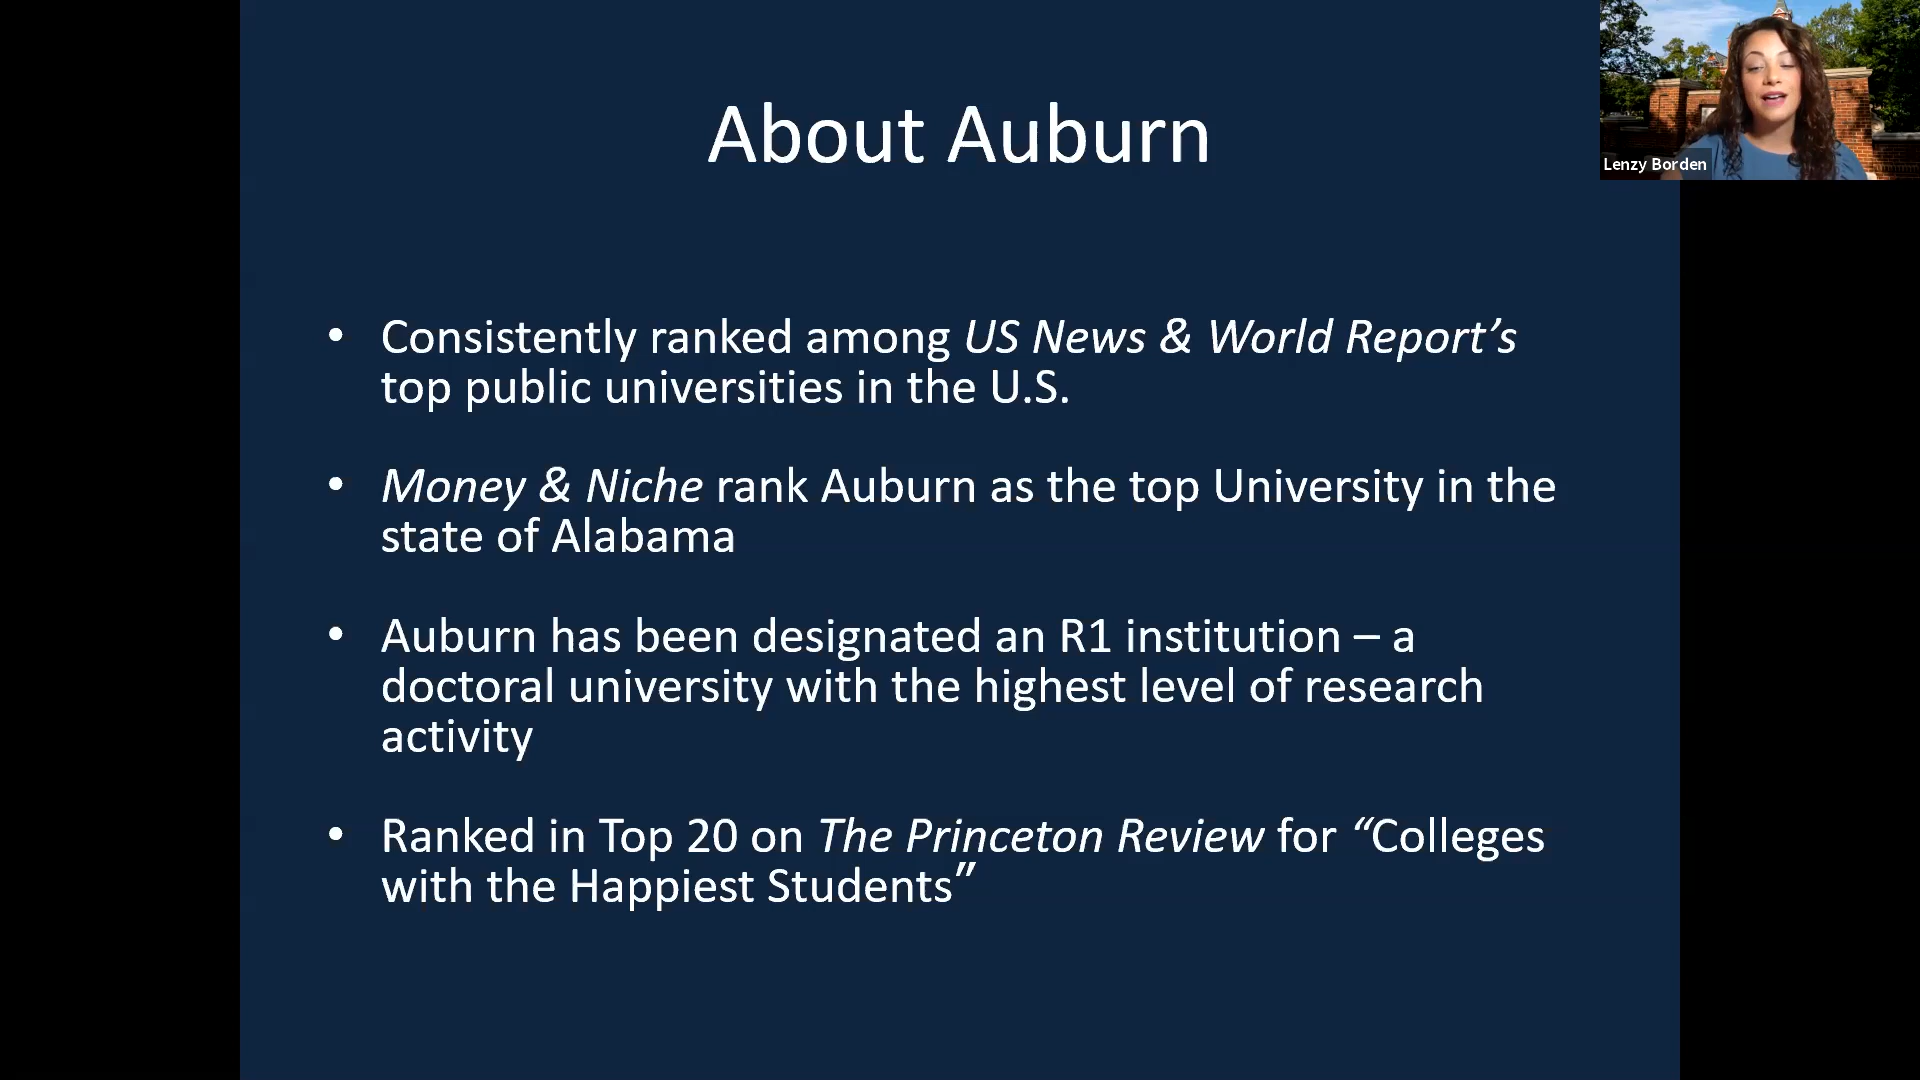 About Auburn
Lenzy Borden
• Consistently ranked among US News & World Report’s
top public universities in the U.S.
• Money & Niche rank Auburn as the top University in the
state of Alabama
• Auburn has been designated an R1 institution – a
doctoral university with the highest level of research
activity
• Ranked in Top 20 on The Princeton Review for “Colleges
with the Happiest Students”